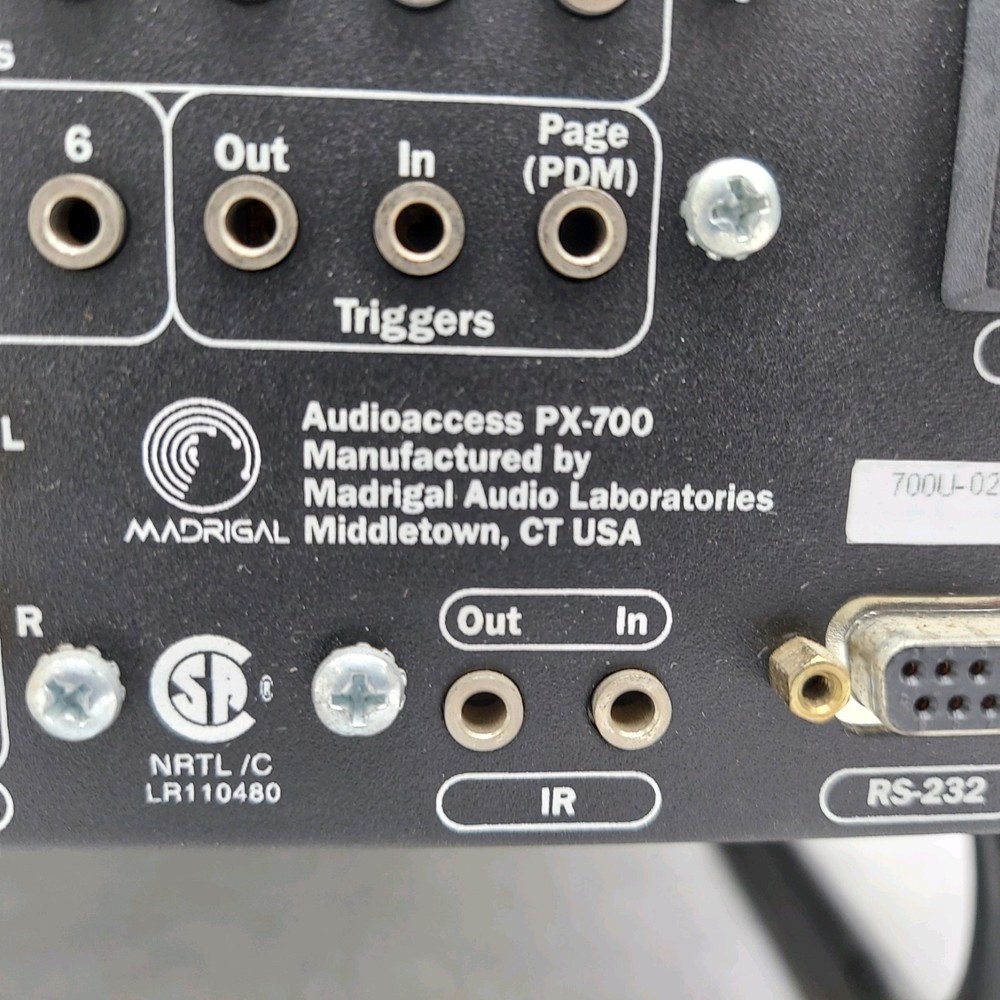 s
6
Out
In
Page
(PDM)
Triggers
L
MADRIGAL
Audioaccess PX-700
Manufactured by
Madrigal Audio Laboratories
Middletown, CT USA
700U-02
R
Out
In
SA ®
NRTL /C
LR110480
IR
RS-232